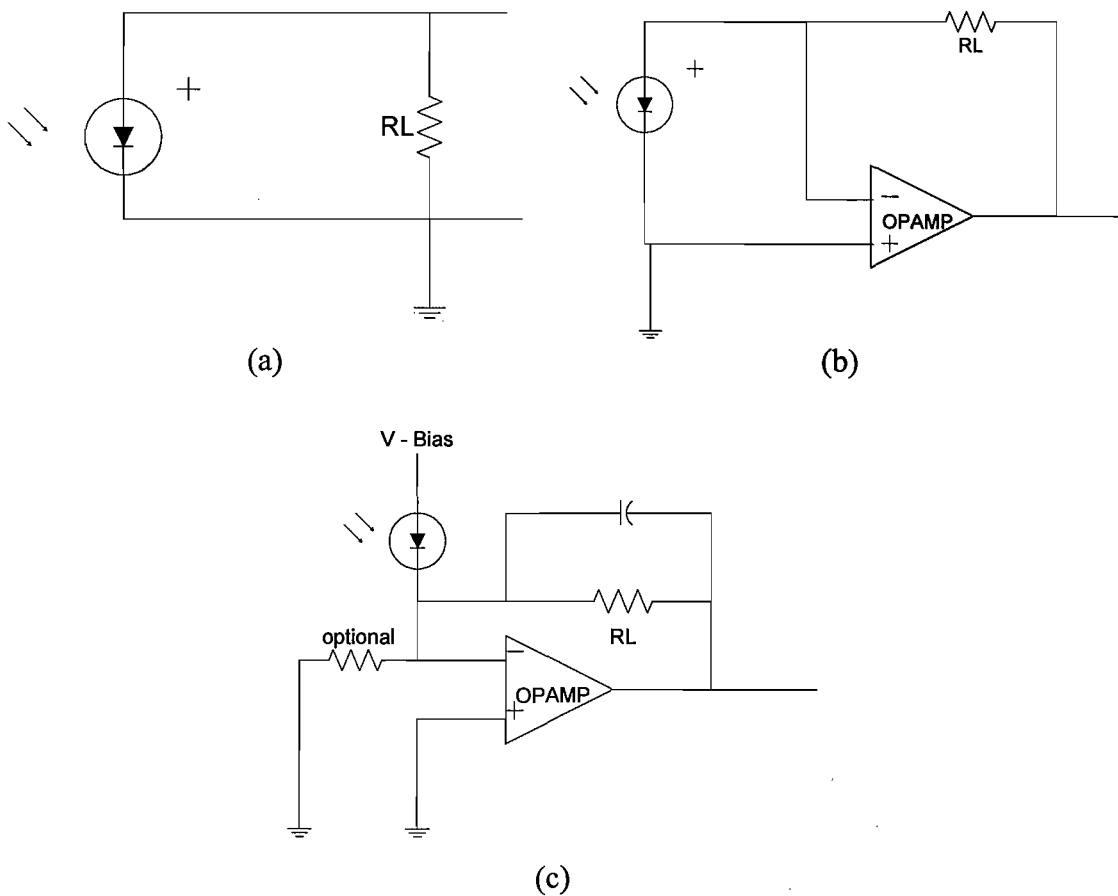 +
RL
(a)
+
RL
−
OPAMP
+
(b)
V - Bias
optional
RL
−
OPAMP
+
(c)